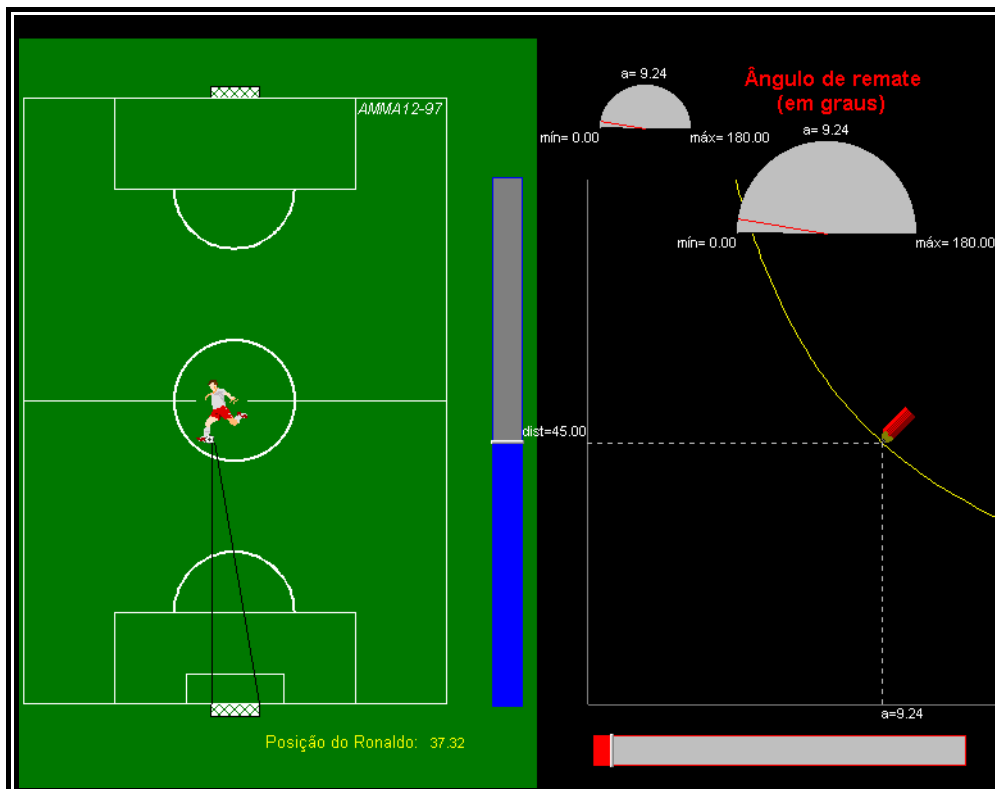 AMMA12-97
Posição do Ronaldo: 37.32
a= 9.24
mín= 0.00
máx= 180.00
Ângulo de remate
(em graus)
a= 9.24
mín= 0.00
máx= 180.00
dist=45.00
a=9.24